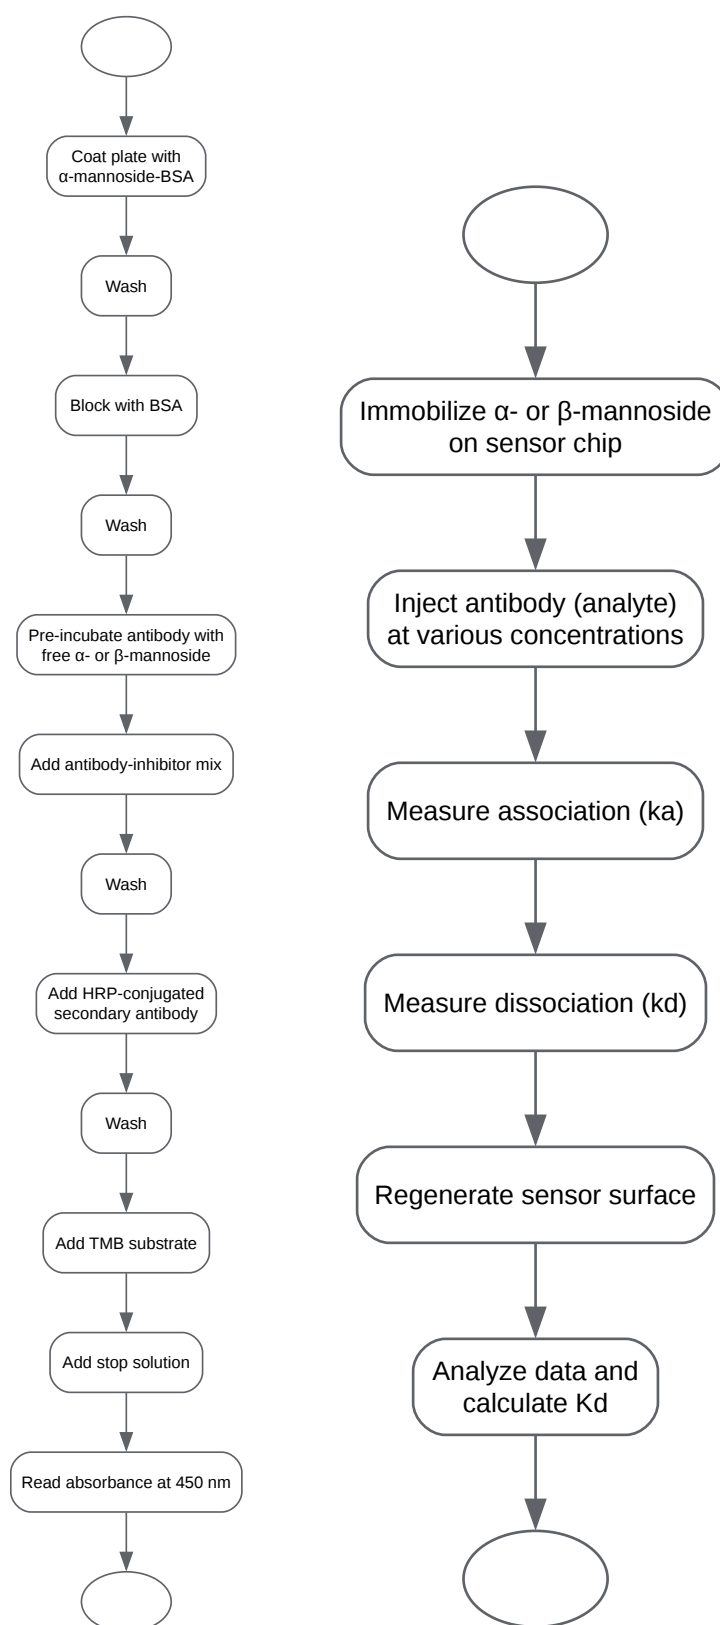 Coat plate with
α-mannoside-BSA
Wash
Block with BSA
Wash
Pre-incubate antibody with
free α- or β-mannoside
Add antibody-inhibitor mix
Wash
Add HRP-conjugated
secondary antibody
Wash
Add TMB substrate
Add stop solution
Read absorbance at 450 nm
Immobilize α- or β-mannoside
on sensor chip
Inject antibody (analyte)
at various concentrations
Measure association (ka)
Measure dissociation (kd)
Regenerate sensor surface
Analyze data and
calculate Kd